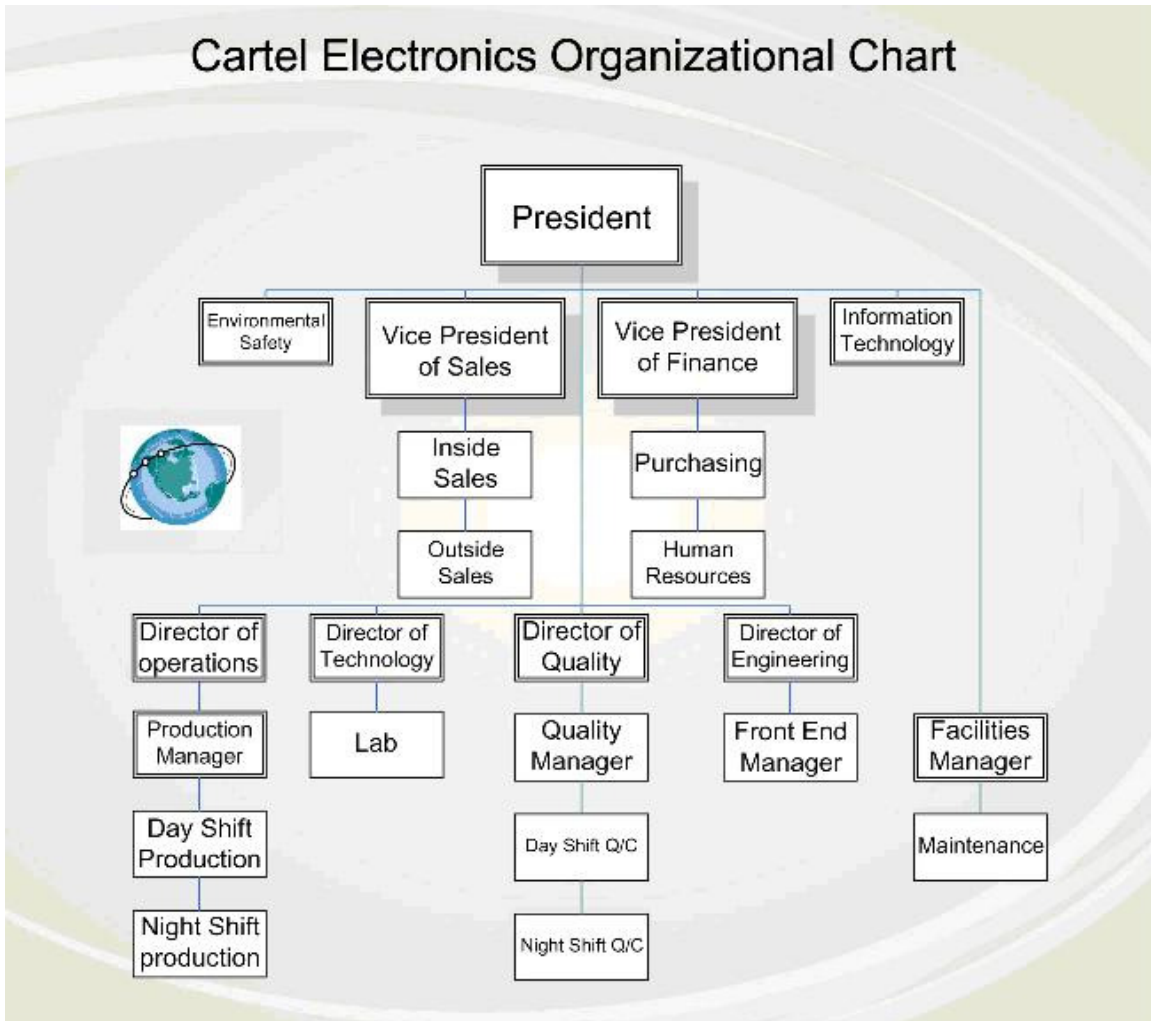 Cartel Electronics Organizational Chart
President
Environmental
Safety
Vice President
of Sales
Vice President
of Finance
Information
Technology
Inside
Sales
Purchasing
Outside
Sales
Human
Resources
Director of
operations
Director of
Technology
Director of
Quality
Director of
Engineering
Production
Manager
Lab
Quality
Manager
Front End
Manager
Facilities
Manager
Day Shift
Production
Day Shift Q/C
Maintenance
Night Shift
production
Night Shift Q/C